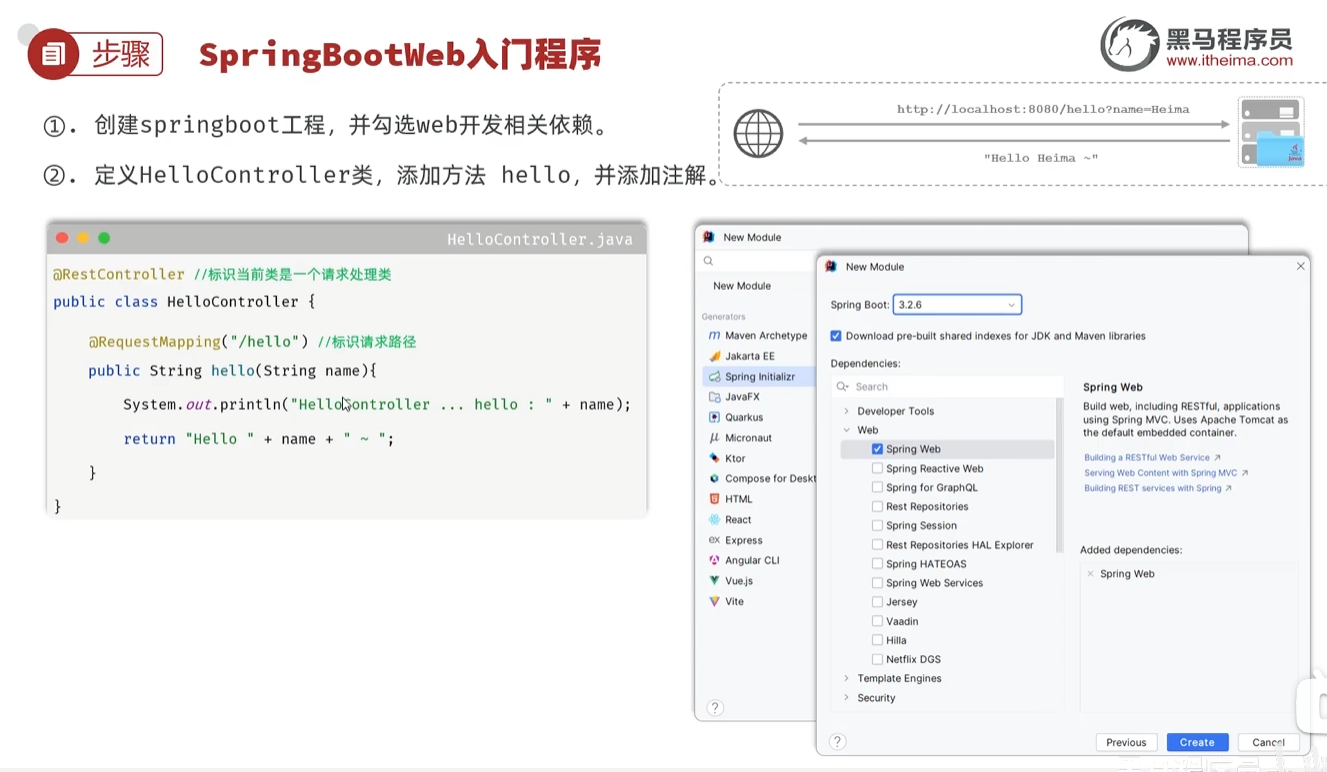 步骤
SpringBootWeb入门程序
黑马程序员
www.itheima.com
①. 创建springboot工程，并勾选web开发相关依赖。
②. 定义HelloController类，添加方法 hello，并添加注解。
http://localhost:8080/hello?name=Heima
"Hello Heima ~"
Java
HelloController.java
@RestController //标识当前类是一个请求处理类
public class HelloController {
@RequestMapping("/hello") //标识请求路径
public String hello(String name){
System.out.println("HelloController ... hello : " + name);
return "Hello " + name + " ~ ";
}
}
New Module
New Module
Generators
Maven Archetype
Jakarta EE
Spring Initializr
JavaFX
Quarkus
Micronaut
Ktor
Compose for Deskt
HTML
React
ex Express
Angular CLI
Vue.js
Vite
?
New Module
Spring Boot: 3.2.6
Download pre-built shared indexes for JDK and Maven libraries
Dependencies:
Search
Developer Tools
Web
Spring Web
Spring Reactive Web
Spring for GraphQL
Rest Repositories
Spring Session
Rest Repositories HAL Explorer
Spring HATEOAS
Spring Web Services
Jersey
Vaadin
Hilla
Netflix DGS
Template Engines
Security
Spring Web
Build web, including RESTful, applications
using Spring MVC. Uses Apache Tomcat as
the default embedded container.
Building a RESTful Web Service ↗
Serving Web Content with Spring MVC ↗
Building REST services with Spring ↗
Added dependencies:
× Spring Web
?
Previous
Create
Cancel